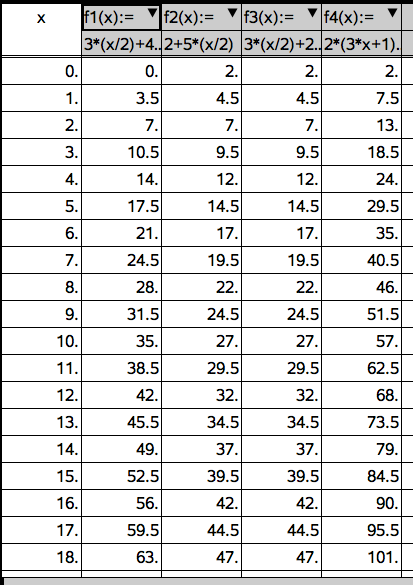 x f1(x):= f2(x):= f3(x):= f4(x):=
3*(x/2)+4.. 2+5*(x/2) 3*(x/2)+2.. 2*(3*x+1)..
0. 0. 2. 2. 2.
1. 3.5 4.5 4.5 7.5
2. 7. 7. 7. 13.
3. 10.5 9.5 9.5 18.5
4. 14. 12. 12. 24.
5. 17.5 14.5 14.5 29.5
6. 21. 17. 17. 35.
7. 24.5 19.5 19.5 40.5
8. 28. 22. 22. 46.
9. 31.5 24.5 24.5 51.5
10. 35. 27. 27. 57.
11. 38.5 29.5 29.5 62.5
12. 42. 32. 32. 68.
13. 45.5 34.5 34.5 73.5
14. 49. 37. 37. 79.
15. 52.5 39.5 39.5 84.5
16. 56. 42. 42. 90.
17. 59.5 44.5 44.5 95.5
18. 63. 47. 47. 101.